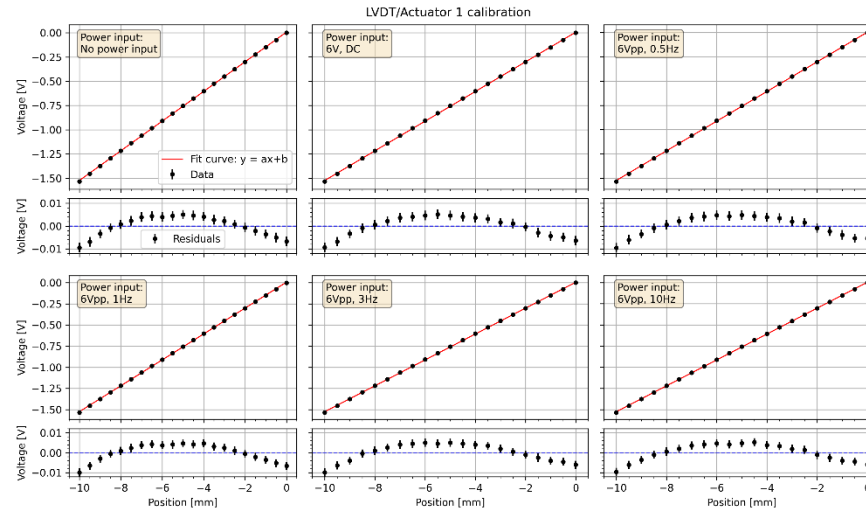 LVDT/Actuator 1 calibration
Power input:
No power input
Power input:
6V, DC
Power input:
6Vpp, 0.5Hz
Voltage [V]
0.00
−0.25
−0.50
−0.75
−1.00
−1.25
−1.50
Fit curve: y = ax+b
Data
Voltage [V]
0.01
0.00
−0.01
Residuals
Power input:
6Vpp, 1Hz
Power input:
6Vpp, 3Hz
Power input:
6Vpp, 10Hz
Voltage [V]
0.00
−0.25
−0.50
−0.75
−1.00
−1.25
−1.50
Voltage [V]
0.01
0.00
−0.01
−10 −8 −6 −4 −2 0
−10 −8 −6 −4 −2 0
−10 −8 −6 −4 −2 0
Position [mm]
Position [mm]
Position [mm]